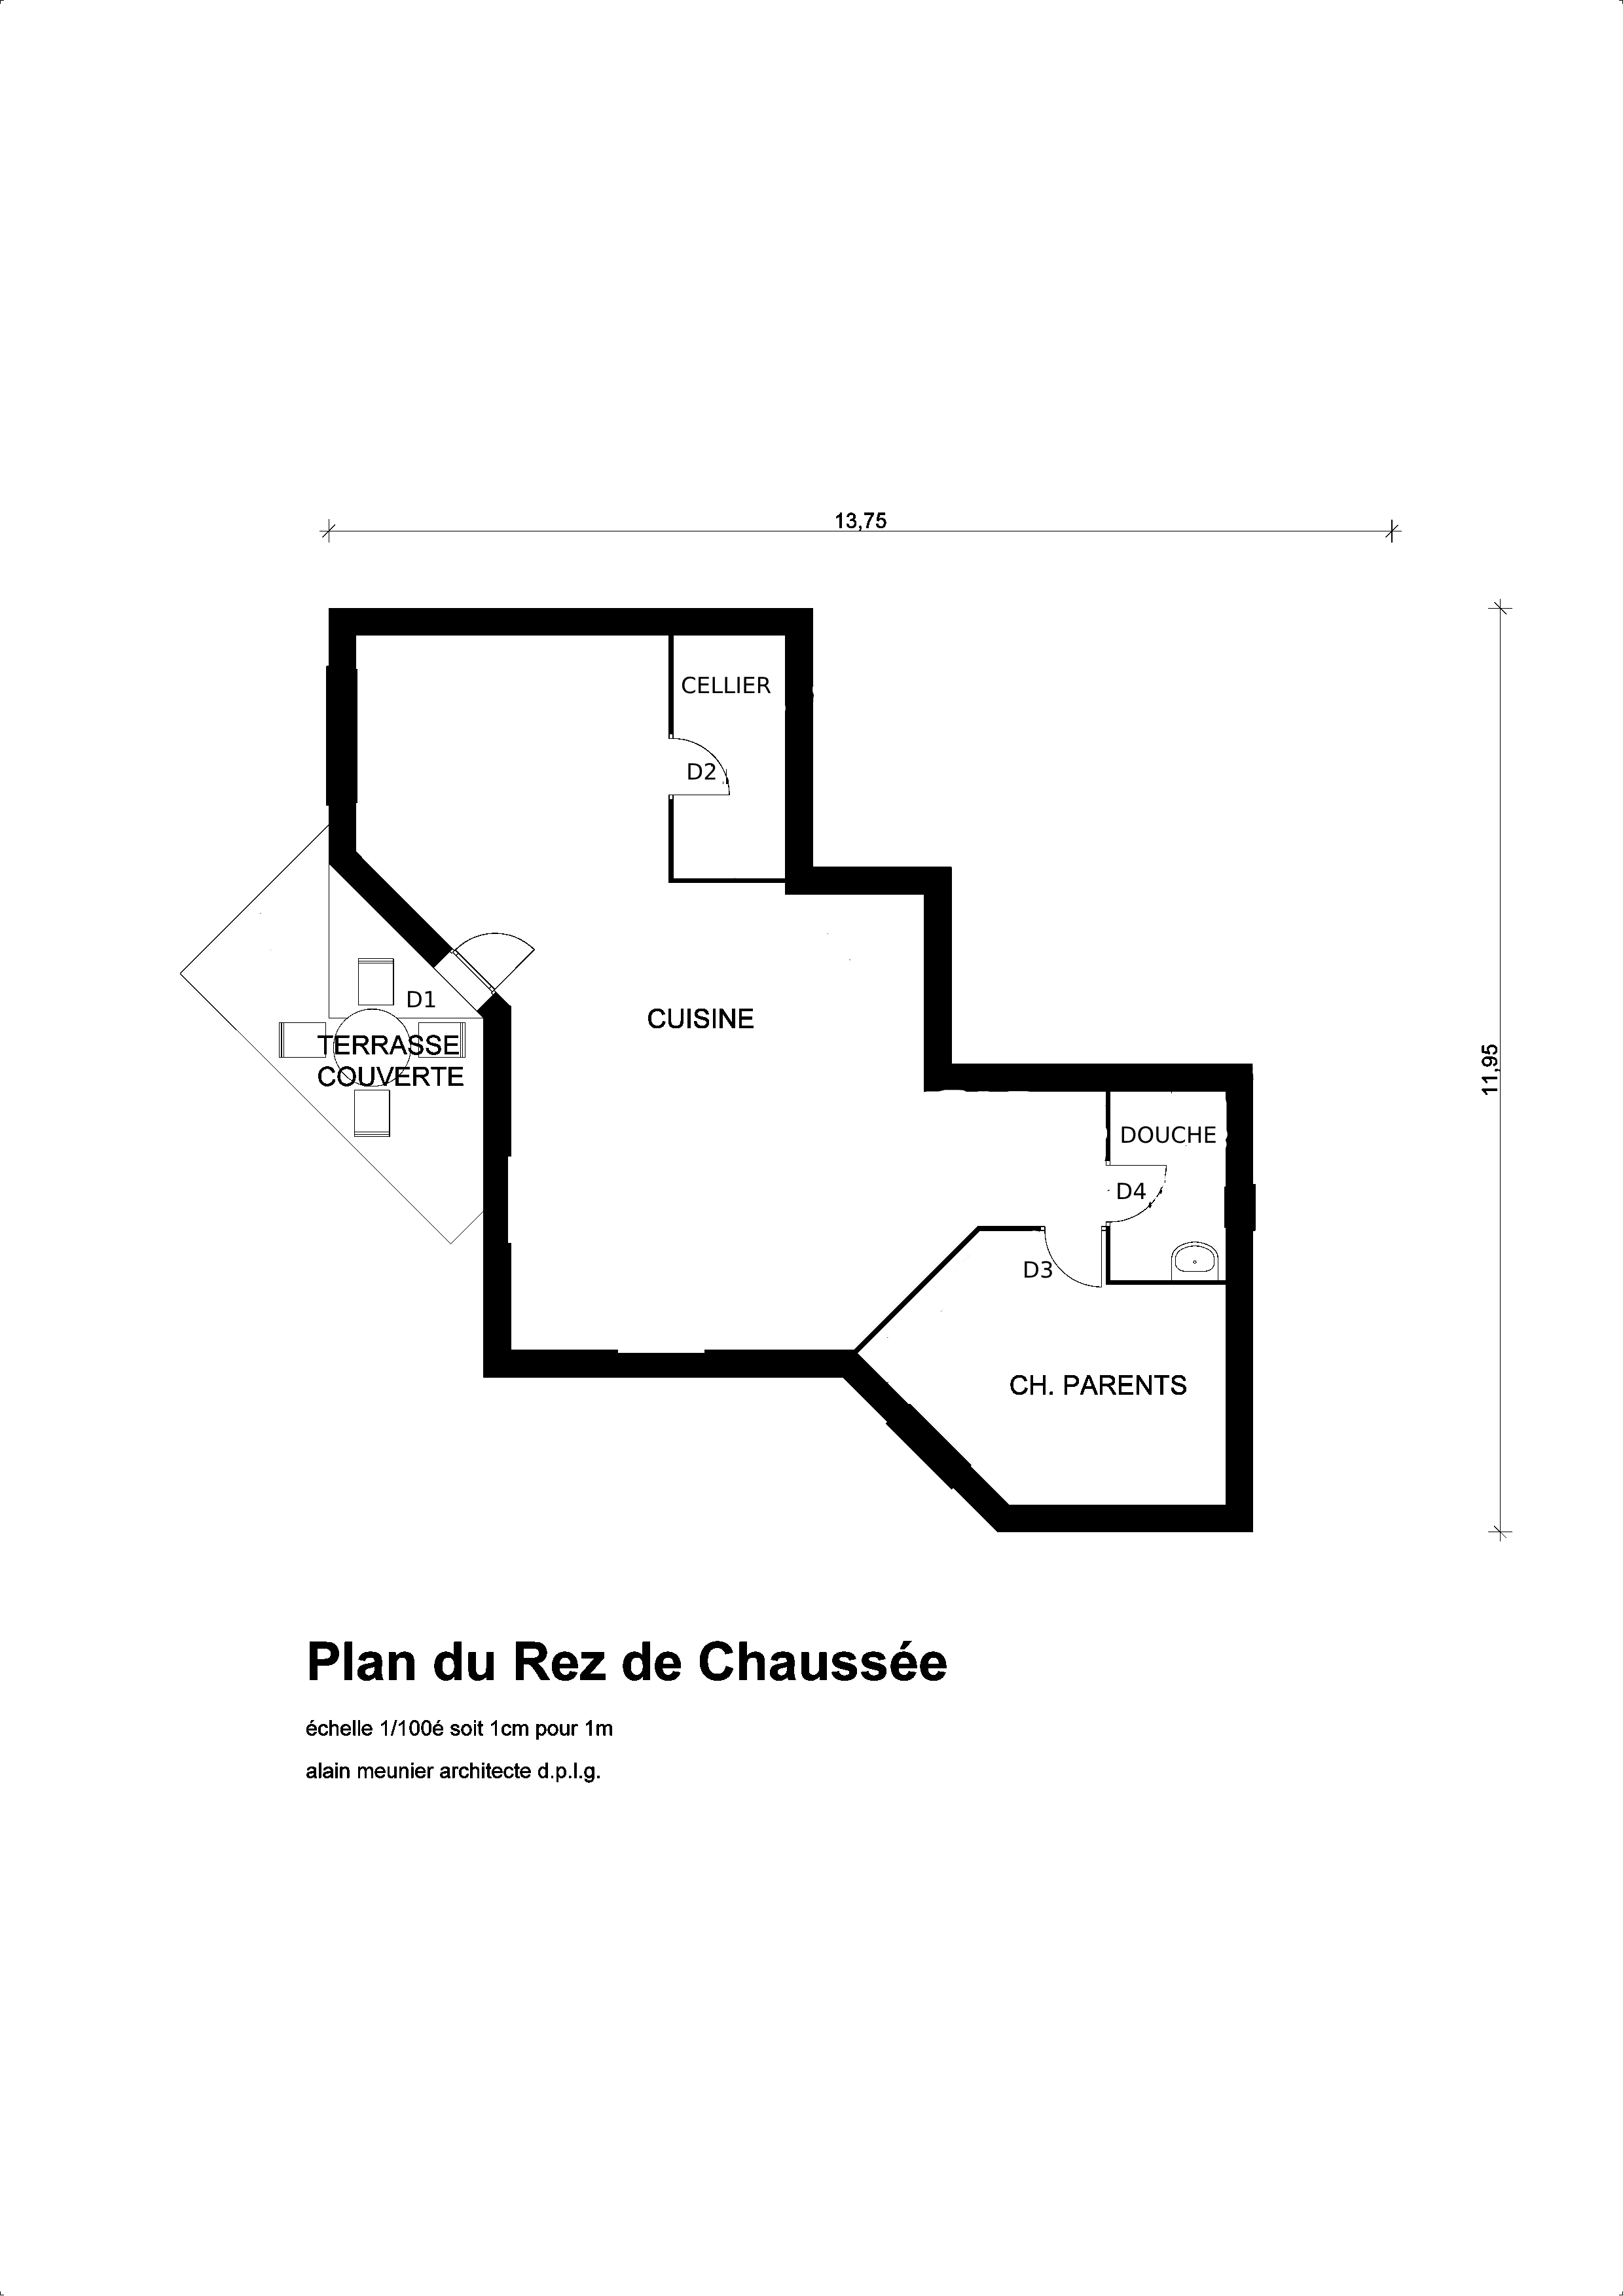 13,75
CELLIER
D2
D1
CUISINE
TERRASSE
COUVERTE
11,95
DOUCHE
D4
D3
CH. PARENTS
Plan du Rez de Chaussée
échelle 1/100é soit 1cm pour 1m
alain meunier architecte d.p.l.g.